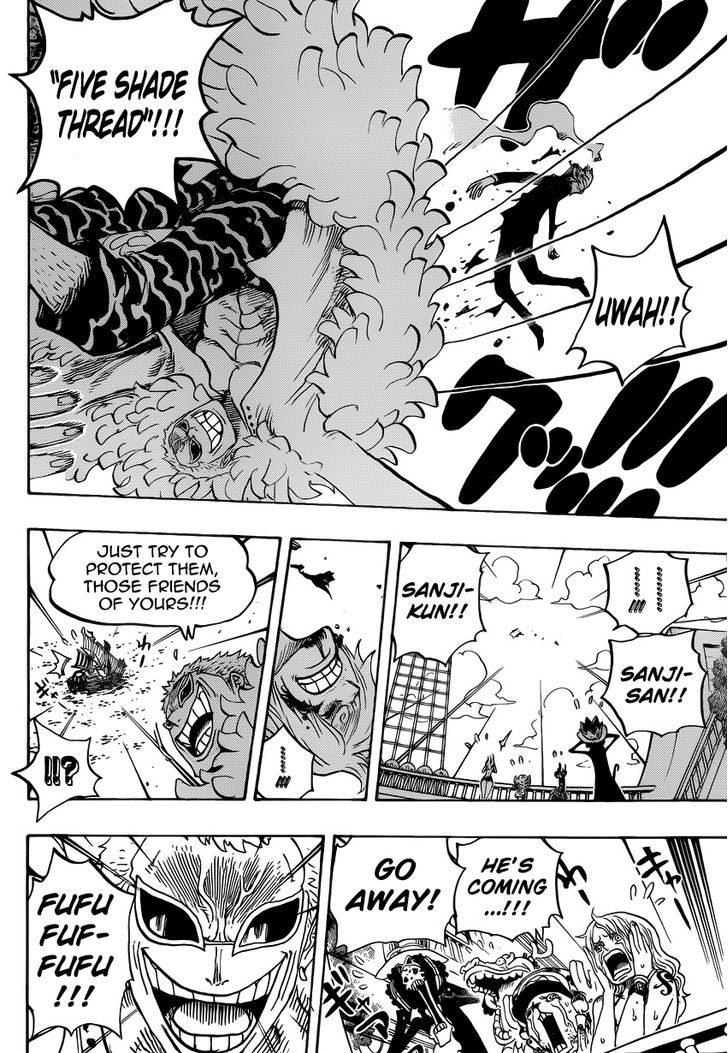 "FIVE SHADE
THREAD"!!!
UWAH!!
.........!!!
SANJI-
SAN!!
SANJI-
KUN!!
.........!!!
JUST TRY TO
PROTECT THEM,
THOSE FRIENDS
OF YOURS!!!
!!?
HE'S
COMING
...!!!
GO
AWAY!
FUFU
FUF-
FUFU
!!!